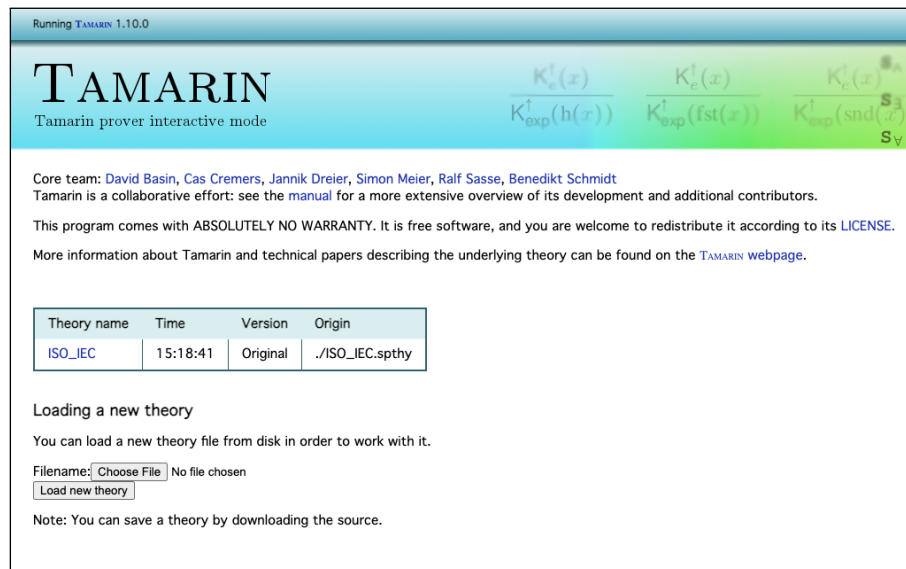 Running TAMARIN 1.10.0
TAMARIN
Tamarin prover interactive mode
K↑e(x) K↑e(x) K↑e(x)
K↑exp(h(x)) K↑exp(fst(x)) K↑exp(snd(x))
S∧
S∃
S∀
Core team: David Basin, Cas Cremers, Jannik Dreier, Simon Meier, Ralf Sasse, Benedikt Schmidt
Tamarin is a collaborative effort: see the manual for a more extensive overview of its development and additional contributors.
This program comes with ABSOLUTELY NO WARRANTY. It is free software, and you are welcome to redistribute it according to its LICENSE.
More information about Tamarin and technical papers describing the underlying theory can be found on the TAMARIN webpage.
Theory name Time Version Origin
ISO_IEC 15:18:41 Original ./ISO_IEC.spthy
Loading a new theory
You can load a new theory file from disk in order to work with it.
Filename: Choose File No file chosen
Load new theory
Note: You can save a theory by downloading the source.